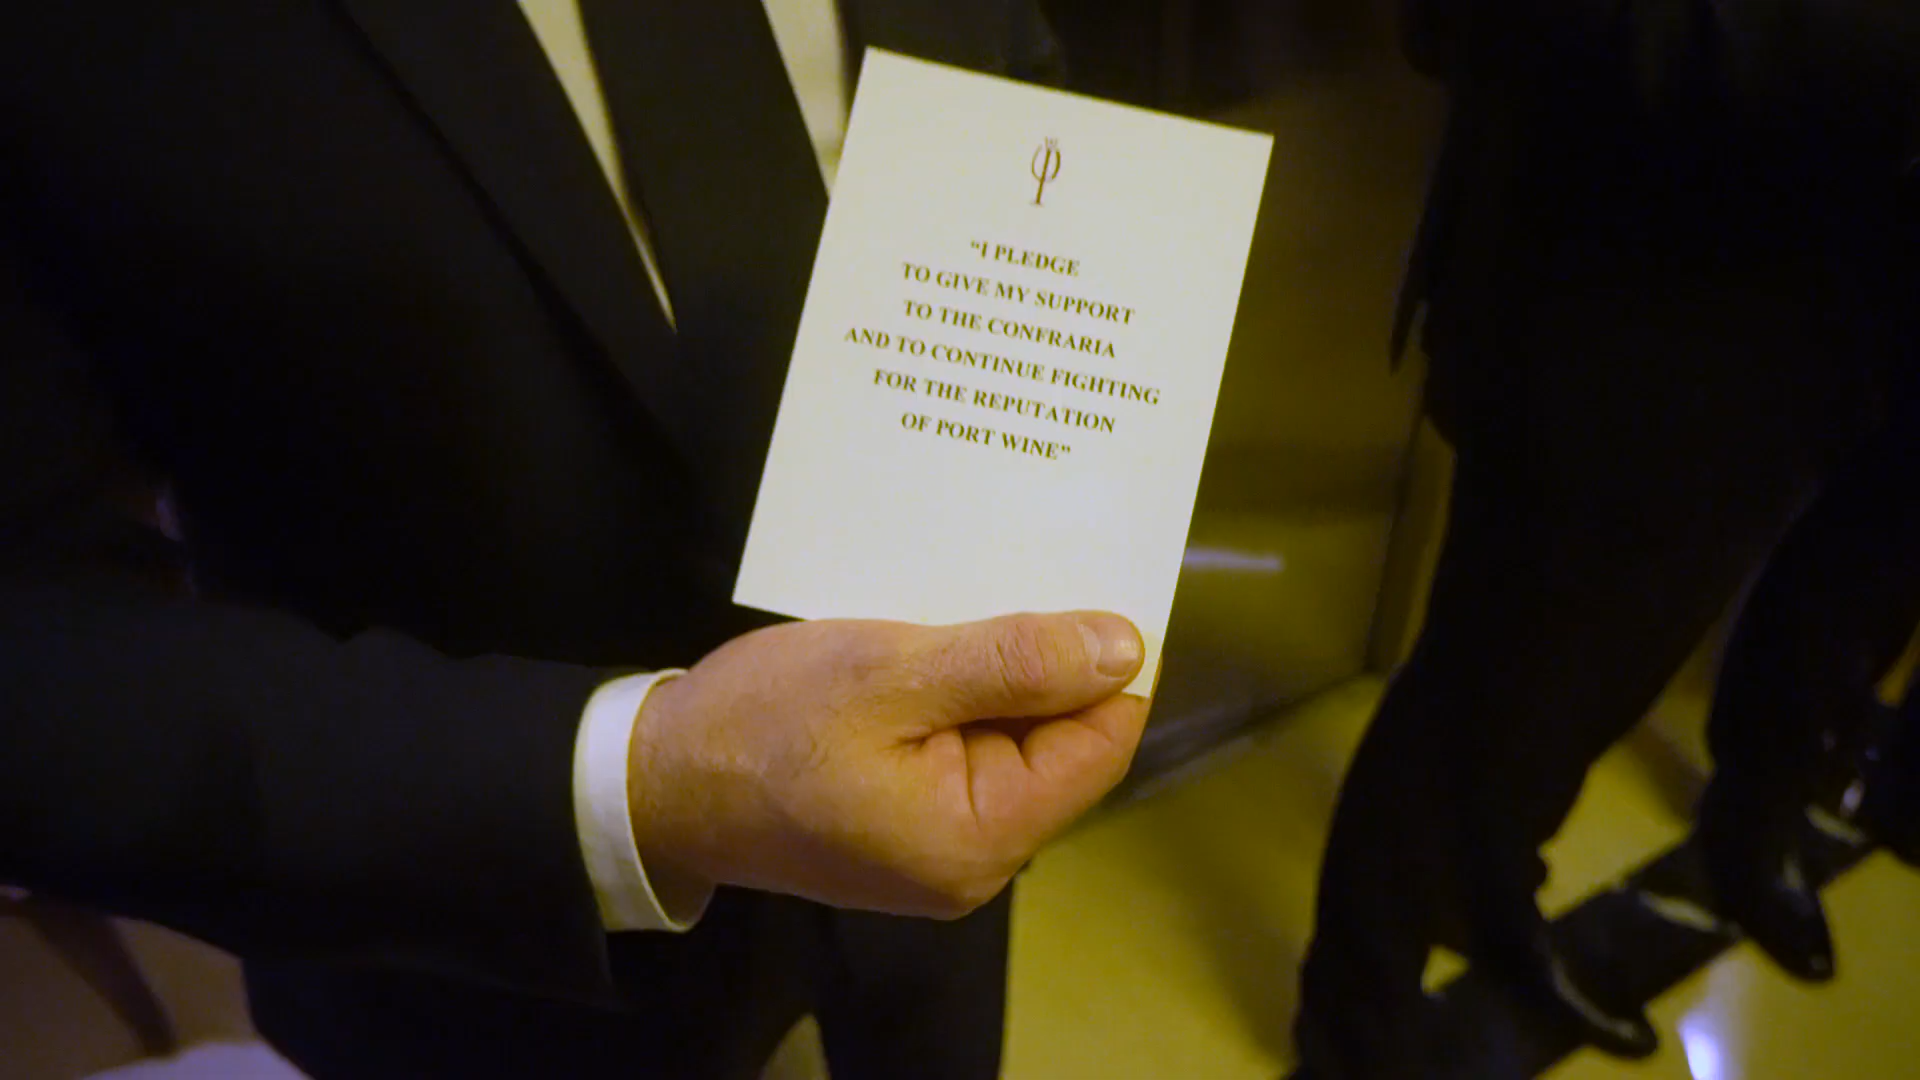 “I PLEDGE
TO GIVE MY SUPPORT
TO THE CONFRARIA
AND TO CONTINUE FIGHTING
FOR THE REPUTATION
OF PORT WINE”